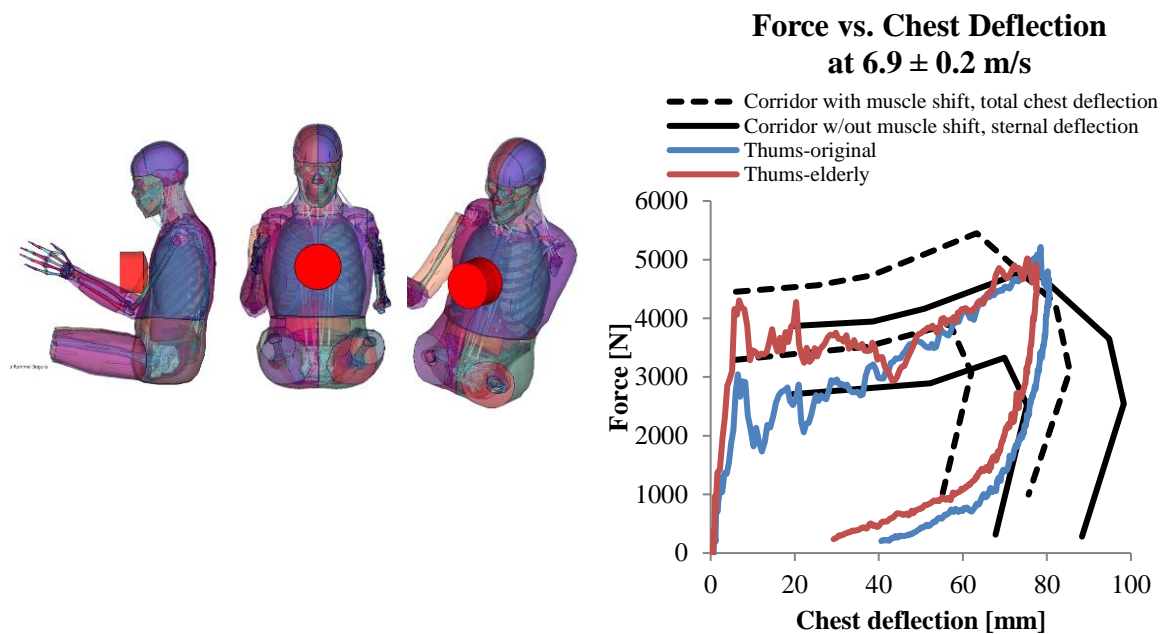 Force vs. Chest Deflection
at 6.9 ± 0.2 m/s
Corridor with muscle shift, total chest deflection
Corridor w/out muscle shift, sternal deflection
Thums-original
Thums-elderly
6000
5000
4000
3000
2000
1000
0
Force [N]
0 20 40 60 80 100
Chest deflection [mm]
Rommel Segura